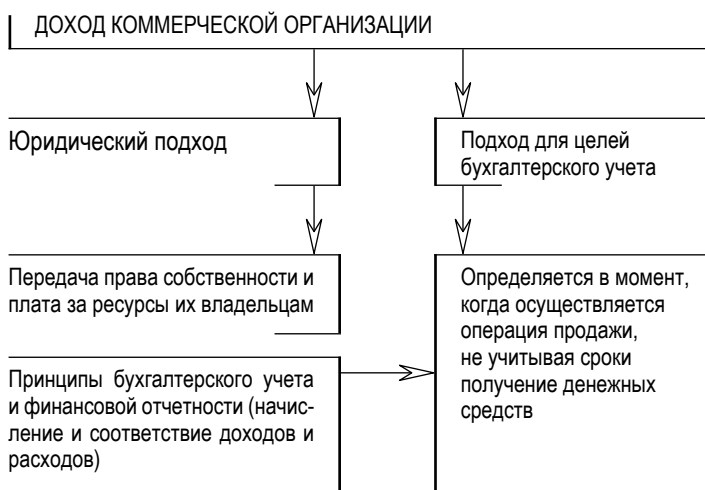 ДОХОД КОММЕРЧЕСКОЙ ОРГАНИЗАЦИИ
Юридический подход
Подход для целей
бухгалтерского учета
Передача права собственности и
плата за ресурсы их владельцам
Определяется в момент,
когда осуществляется
операция продажи,
не учитывая сроки
получение денежных
средств
Принципы бухгалтерского учета
и финансовой отчетности (начис-
ление и соответствие доходов и
расходов)